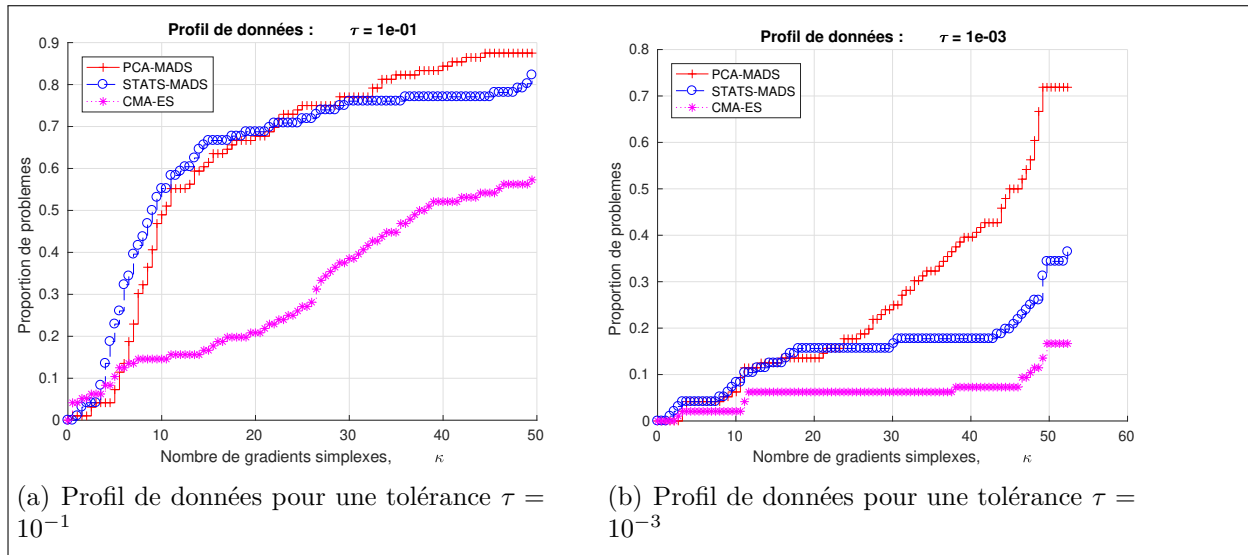 Profil de données : τ = 1e-01
0.9
0.8
0.7
0.6
0.5
0.4
0.3
0.2
0.1
0
Proportion de problemes
PCA-MADS
STATS-MADS
CMA-ES
0 10 20 30 40 50
Nombre de gradients simplexes, κ
(a) Profil de données pour une tolérance τ =
10⁻¹
Profil de données : τ = 1e-03
0.8
0.7
0.6
0.5
0.4
0.3
0.2
0.1
0
Proportion de problemes
PCA-MADS
STATS-MADS
CMA-ES
0 10 20 30 40 50 60
Nombre de gradients simplexes, κ
(b) Profil de données pour une tolérance τ =
10⁻³